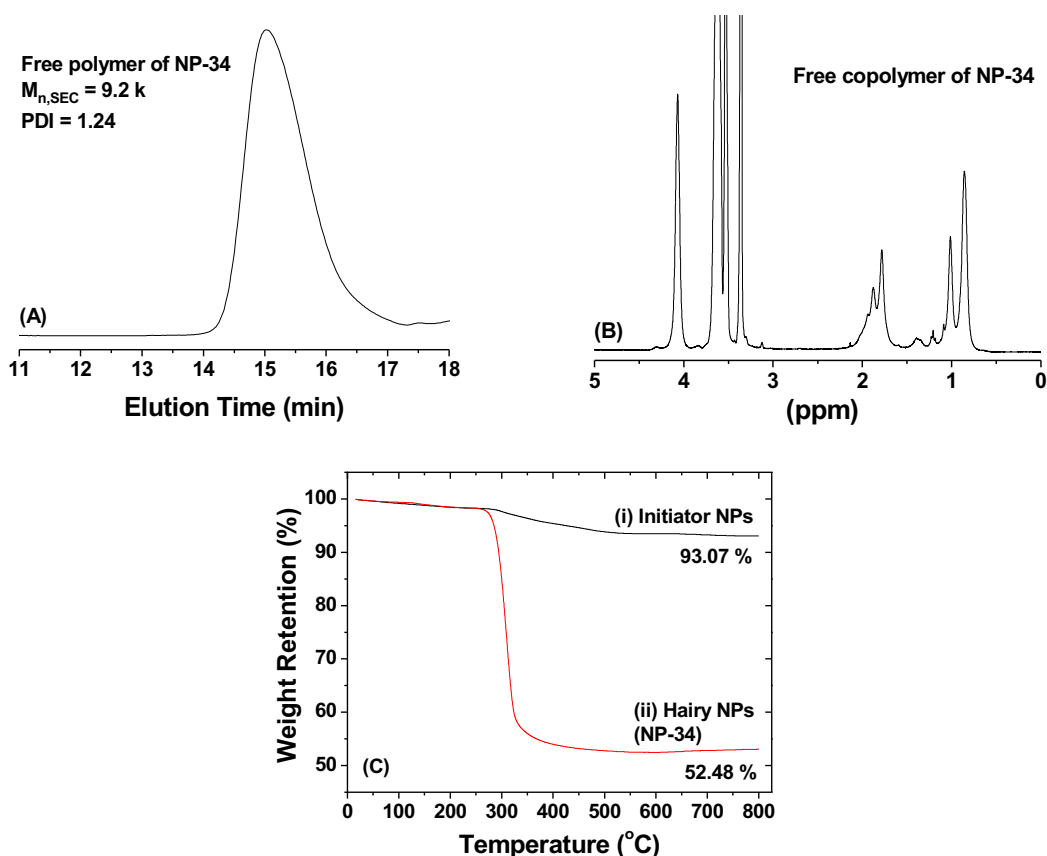 Free polymer of NP-34
Mn,SEC = 9.2 k
PDI = 1.24
(A)
11 12 13 14 15 16 17 18
Elution Time (min)
Free copolymer of NP-34
(B)
5 4 3 2 1 0
(ppm)
100
90
80
70
60
50
Weight Retention (%)
(i) Initiator NPs
93.07 %
(ii) Hairy NPs
(NP-34)
52.48 %
(C)
0 100 200 300 400 500 600 700 800
Temperature (°C)